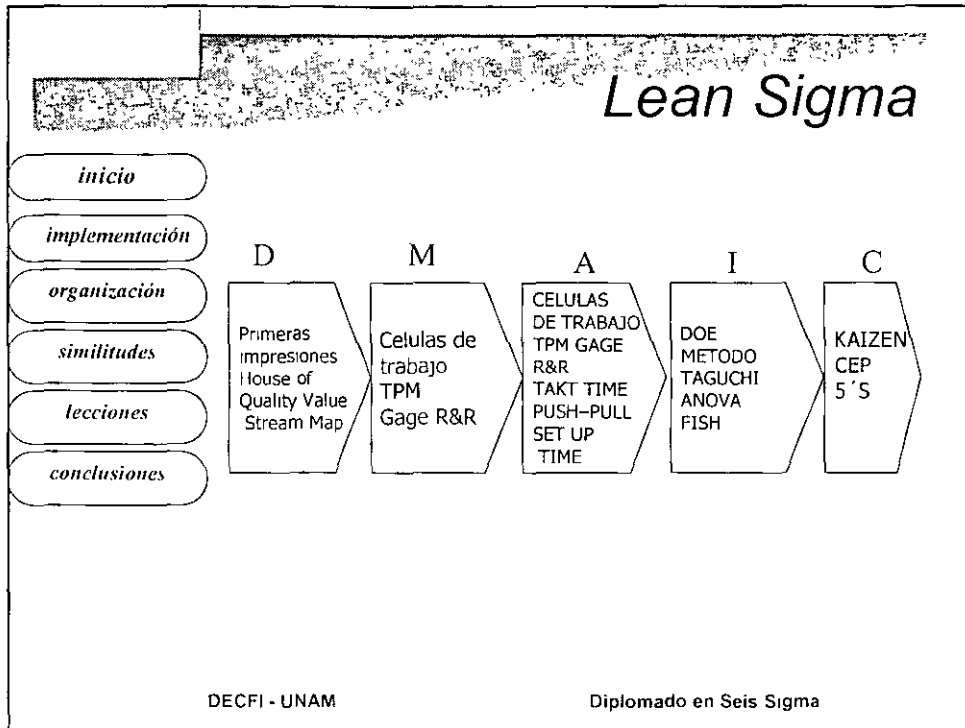 Lean Sigma
inicio
implementación
organización
similitudes
lecciones
conclusiones
D
Primeras
impresiones
House of
Quality Value
Stream Map
M
Celulas de
trabajo
TPM
Gage R&R
A
CELULAS
DE TRABAJO
TPM GAGE
R&R
TAKT TIME
PUSH-PULL
SET UP
TIME
I
DOE
METODO
TAGUCHI
ANOVA
FISH
C
KAIZEN
CEP
5´S
DECFI - UNAM
Diplomado en Seis Sigma